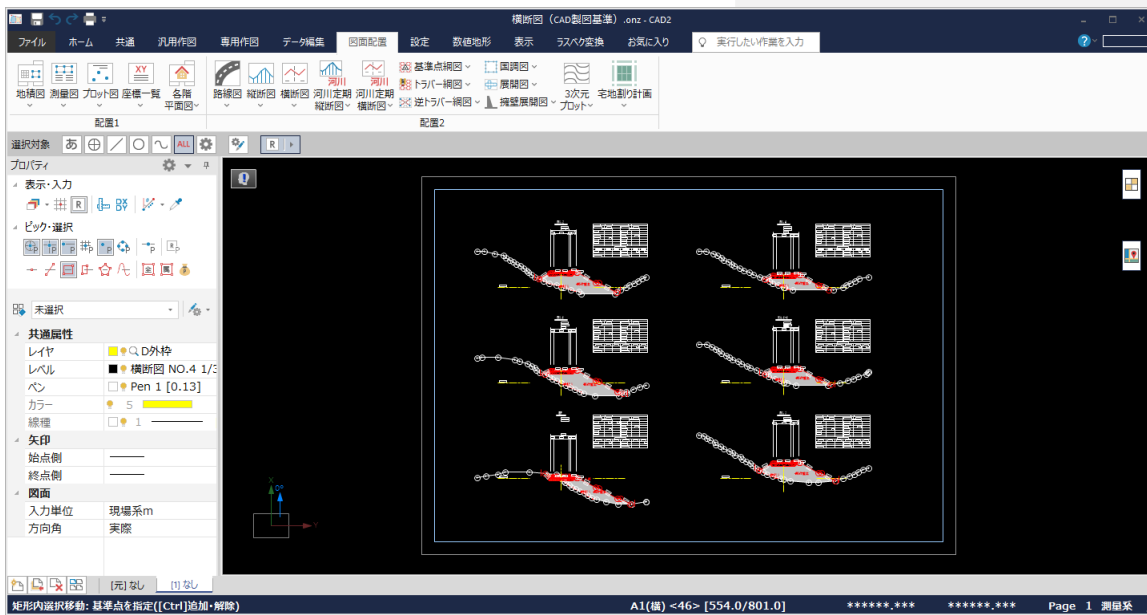 横断図（CAD製図基準）.onz - CAD2
ファイル ホーム 共通 汎用作図 専用作図 データ編集 図面配置 設定 数値地形 表示 ラスベク変換 お気に入り 実行したい作業を入力
XY 河川 河川 基準点網図 国調図
トラバー網図 展開図
地積図 測量図 プロット図 座標一覧 各階 路線図 縦断図 横断図 河川定期 河川定期 逆トラバー網図 擁壁展開図 3次元 宅地割り計画
平面図 縦断図 横断図 プロット
配置1 配置2
選択対象 あ ALL R
プロパティ
表示・入力
R
ピック・選択
未選択
共通属性
レイヤ D外枠
レベル 横断図 NO.4 1/3
ペン Pen 1 [0.13]
カラー 5
線種 1
矢印
始点側
終点側
図面
入力単位 現場系m
方向角 実際
X
Y
[元]なし [1]なし
矩形内選択移動: 基準点を指定([Ctrl]追加・解除) A1(横) <46> [554.0/801.0] ******.*** ******.*** Page 1 測量系